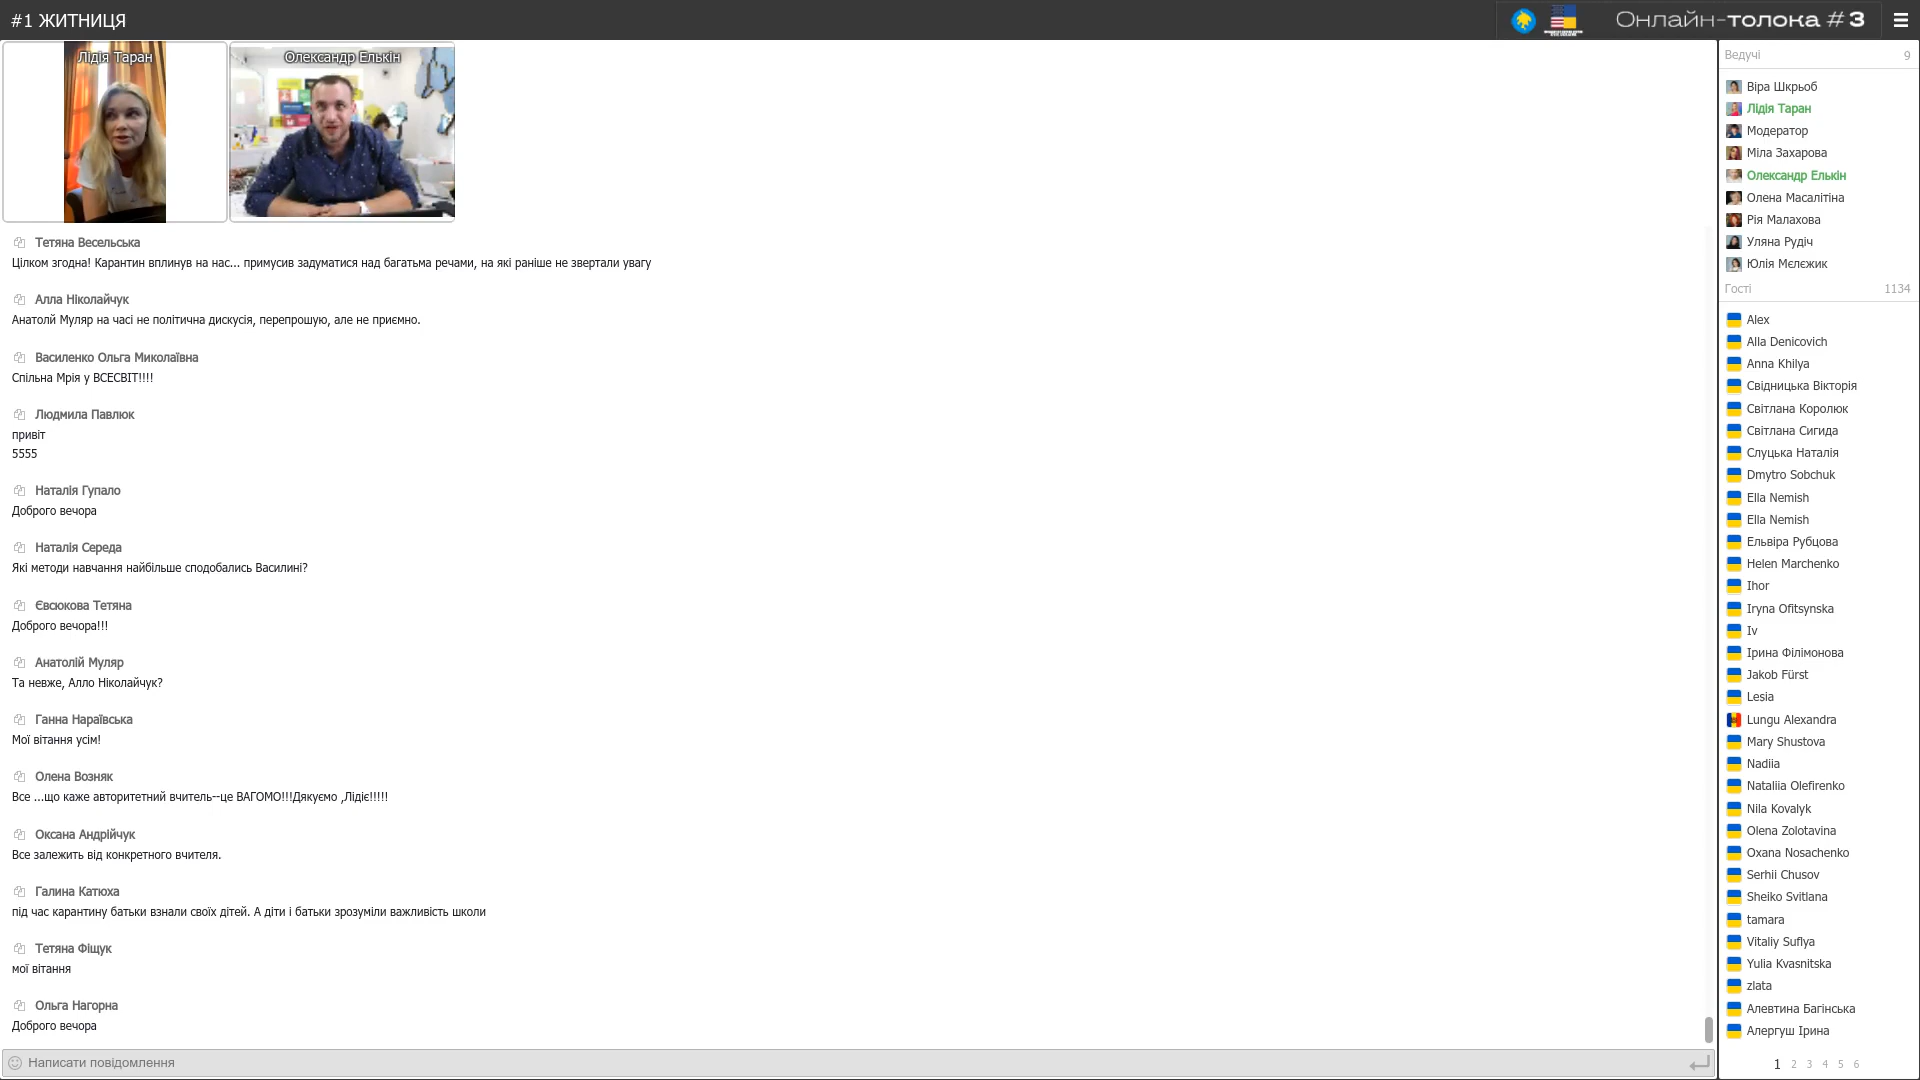 #1 ЖИТНИЦЯ
Онлайн-толока #3
Лідія Таран
Олександр Елькін
Тетяна Весельська
Цілком згодна! Карантин вплинув на нас... примусив задуматися над багатьма речами, на які раніше не звертали увагу
Алла Ніколайчук
Анатолй Муляр на часі не політична дискусія, перепрошую, але не приємно.
Василенко Ольга Миколаївна
Спільна Мрія у ВСЕСВІТ!!!!
Людмила Павлюк
привіт
5555
Наталія Гупало
Доброго вечора
Наталія Середа
Які методи навчання найбільше сподобались Василині?
Євсюкова Тетяна
Доброго вечора!!!
Анатолій Муляр
Та невже, Алло Ніколайчук?
Ганна Нараївська
Мої вітання усім!
Олена Возняк
Все ...що каже авторитетний вчитель--це ВАГОМО!!!Дякуємо ,Лідіє!!!!!
Оксана Андрійчук
Все залежить від конкретного вчителя.
Галина Катюха
під час карантину батьки взнали своїх дітей. А діти і батьки зрозуміли важливість школи
Тетяна Фіщук
мої вітання
Ольга Нагорна
Доброго вечора
Написати повідомлення
Ведучі 9
Віра Шкрьоб
Лідія Таран
Модератор
Міла Захарова
Олександр Елькін
Олена Масалітіна
Рія Малахова
Уляна Рудіч
Юлія Мєлєжик
Гості 1134
Alex
Alla Denicovich
Anna Khilya
Cвідницька Вікторія
Cвітлана Королюк
Cвітлана Сигида
Cлуцька Наталія
Dmytro Sobchuk
Ella Nemish
Ella Nemish
Eльвіра Рубцова
Helen Marchenko
Ihor
Iryna Ofitsynska
Iv
Iрина Філімонова
Jakob Fürst
Lesia
Lungu Alexandra
Mary Shustova
Nadiia
Nataliia Olefirenko
Nila Kovalyk
Olena Zolotavina
Oxana Nosachenko
Serhii Chusov
Sheiko Svitlana
tamara
Vitaliy Suflya
Yulia Kvasnitska
zlata
Алевтина Багінська
Алергуш Ірина
1 2 3 4 5 6